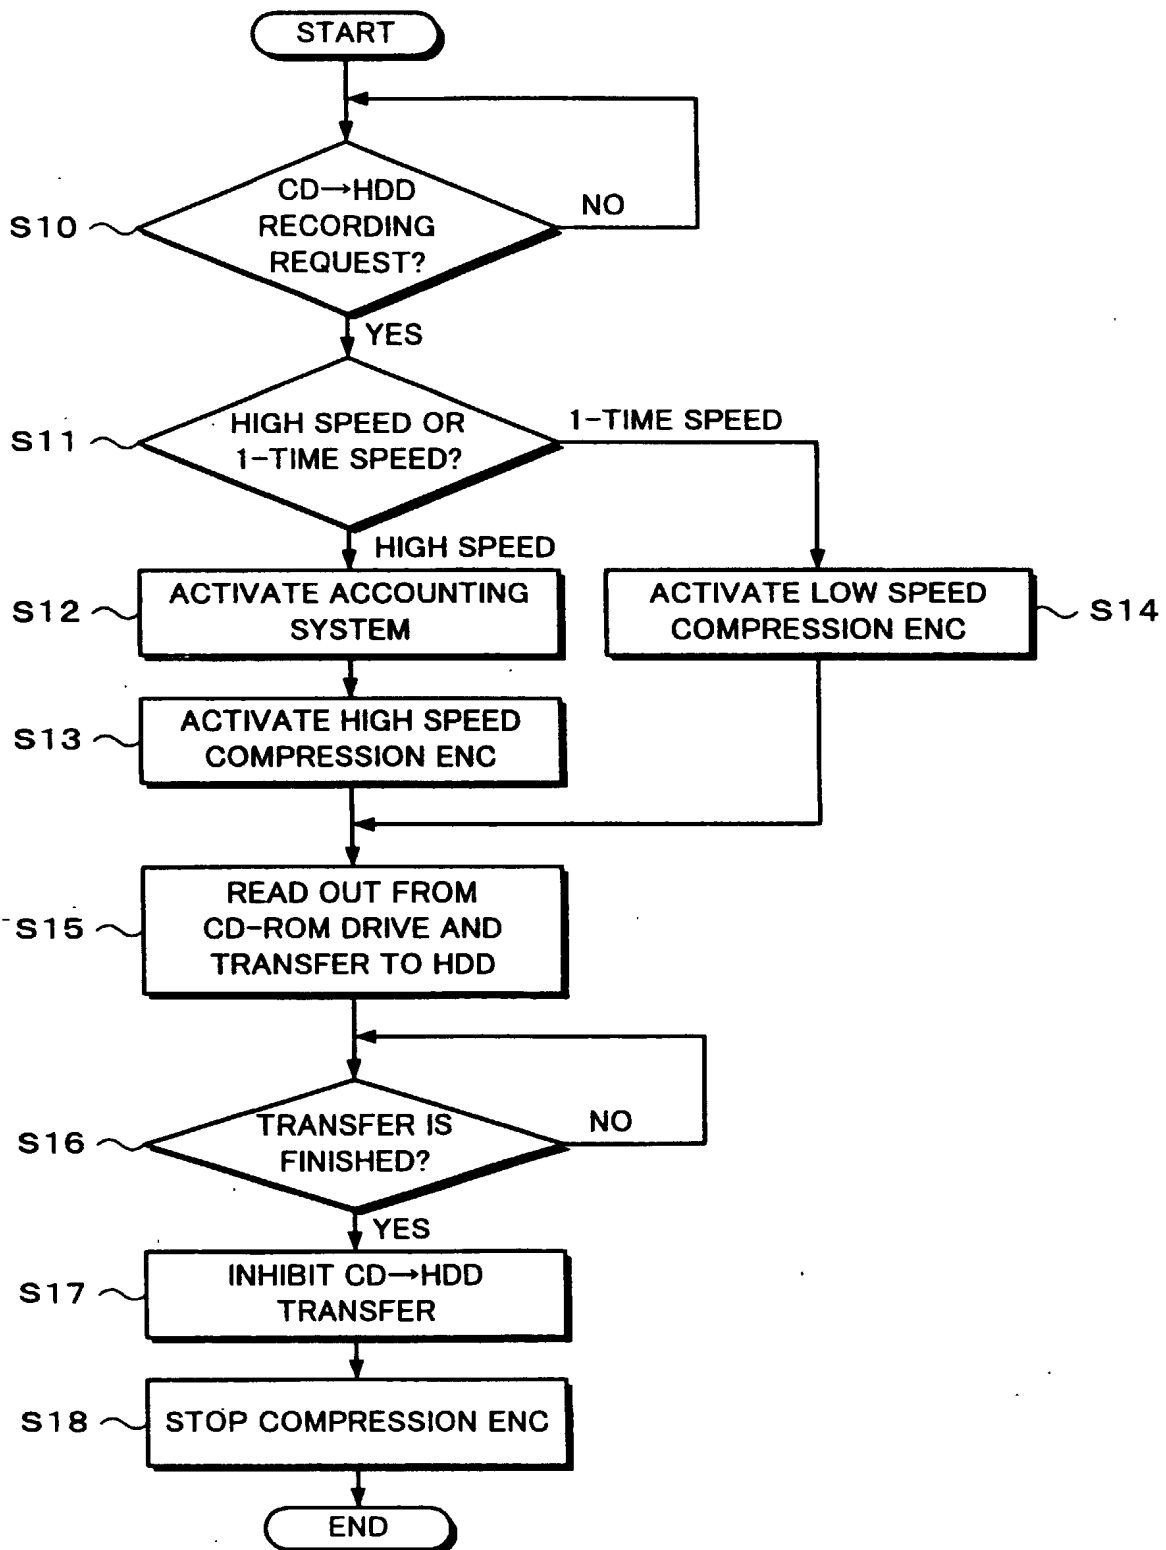 START
CD→HDD
RECORDING
REQUEST?
NO
S10
YES
HIGH SPEED OR
1-TIME SPEED?
1-TIME SPEED
S11
HIGH SPEED
ACTIVATE ACCOUNTING
SYSTEM
S12
ACTIVATE LOW SPEED
COMPRESSION ENC
S14
ACTIVATE HIGH SPEED
COMPRESSION ENC
S13
READ OUT FROM
CD-ROM DRIVE AND
TRANSFER TO HDD
S15
TRANSFER IS
FINISHED?
NO
S16
YES
INHIBIT CD→HDD
TRANSFER
S17
STOP COMPRESSION ENC
S18
END